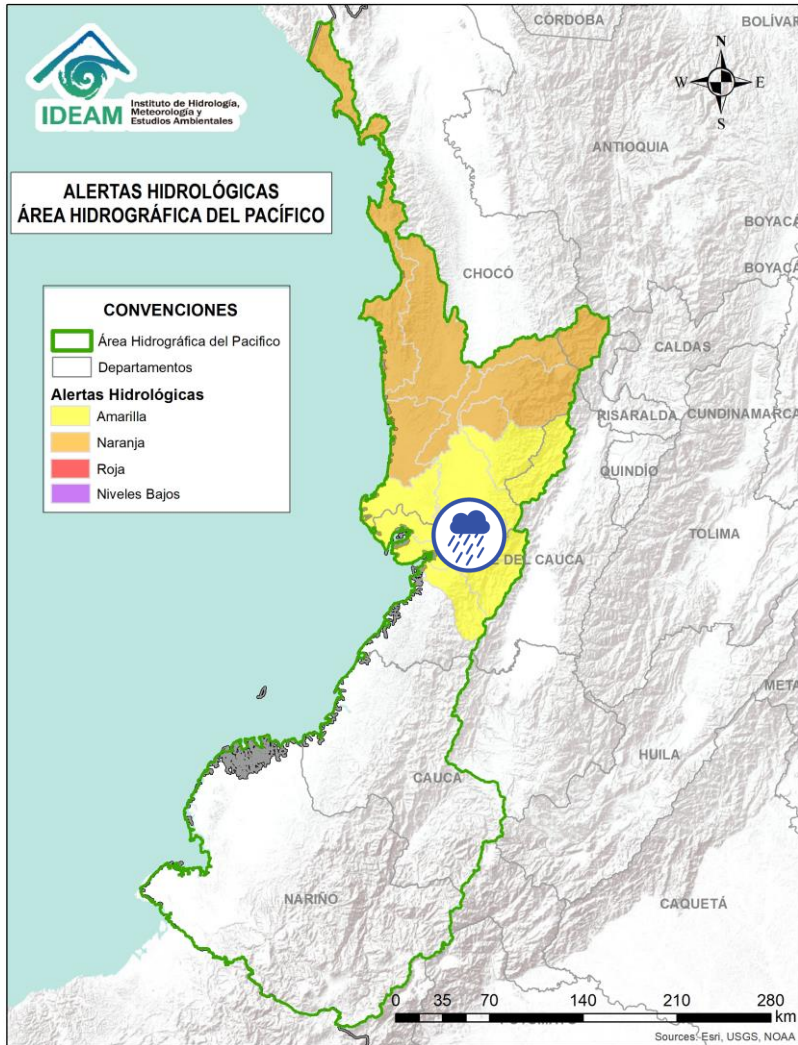 CÓRDOBA
BOLÍVAR
N
W
E
S
IDEAM
Instituto de Hidrología,
Meteorología y
Estudios Ambientales
ANTIOQUIA
ALERTAS HIDROLÓGICAS
ÁREA HIDROGRÁFICA DEL PACÍFICO
BOYACÁ
BOYACÁ
CHOCÓ
CONVENCIONES
Área Hidrográfica del Pacifico
Departamentos
Alertas Hidrológicas
Amarilla
Naranja
Roja
Niveles Bajos
CALDAS
RISARALDA
CUNDINAMARCA
QUINDÍO
TOLIMA
DEL CAUCA
META
HUILA
CAUCA
NARIÑO
CAQUETÁ
0 35 70 140 210 280
km
Sources: Esri, USGS, NOAA